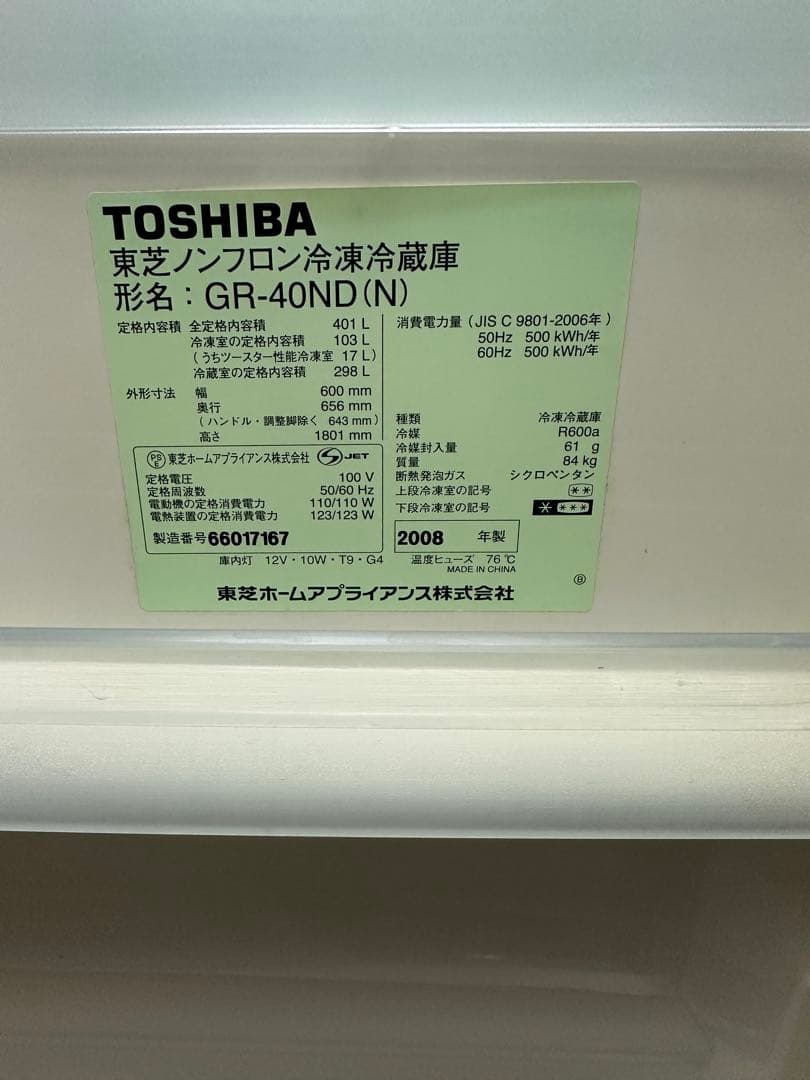 TOSHIBA
東芝ノンフロン冷凍冷蔵庫
形名：GR-40ND(N)
定格内容積 全定格内容積 401 L
冷凍室の定格内容積 103 L
(うちツースター性能冷凍室 17 L)
冷蔵室の定格内容積 298 L
外形寸法 幅 600 mm
奥行 656 mm
(ハンドル・調整脚除く 643 mm)
高さ 1801 mm
PSE 東芝ホームアプライアンス株式会社 S JET
定格電圧 100 V
定格周波数 50/60 Hz
電動機の定格消費電力 110/110 W
電熱装置の定格消費電力 123/123 W
製造番号 66017167
消費電力量 (JIS C 9801-2006年)
50Hz 500 kWh/年
60Hz 500 kWh/年
種類 冷凍冷蔵庫
冷媒 R600a
冷媒封入量 61 g
質量 84 kg
断熱発泡ガス シクロペンタン
上段冷凍室の記号 **
下段冷凍室の記号 * ***
2008 年製
庫内灯 12V・10W・T9・G4 温度ヒューズ 76℃
MADE IN CHINA
Ⓑ
東芝ホームアプライアンス株式会社